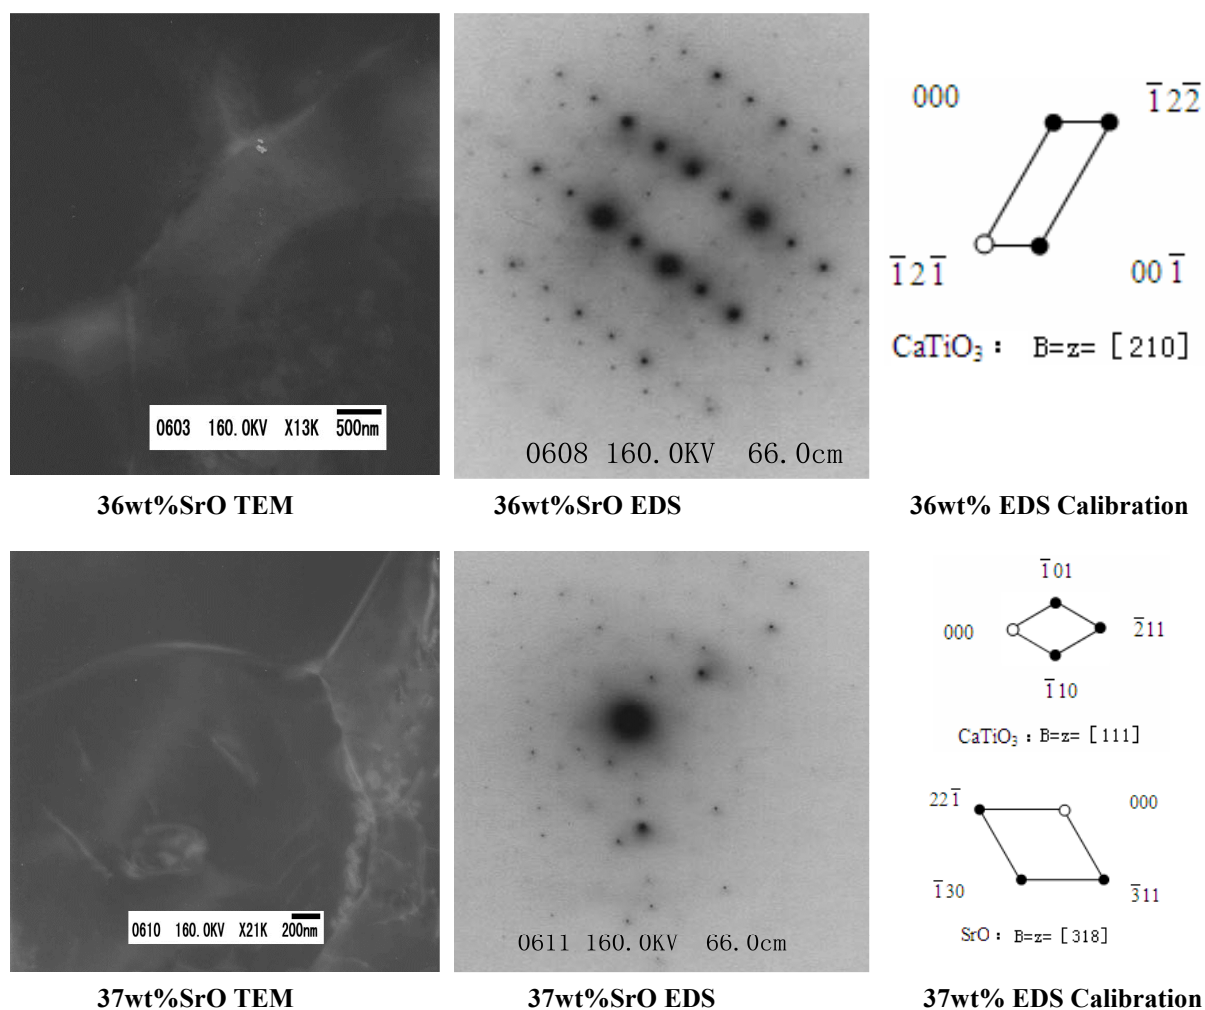 0603 160.0KV X13K 500nm
0608 160.0KV 66.0cm
000 1̅22̅
1̅21̅ 001̅
CaTiO₃: B=z=[210]
36wt%SrO TEM 36wt%SrO EDS 36wt% EDS Calibration
0610 160.0KV X21K 200nm
0611 160.0KV 66.0cm
1̅01
000 2̅11
1̅10
CaTiO₃: B=z=[111]
221̅ 000
1̅30 3̅11
SrO: B=z=[318]
37wt%SrO TEM 37wt%SrO EDS 37wt% EDS Calibration